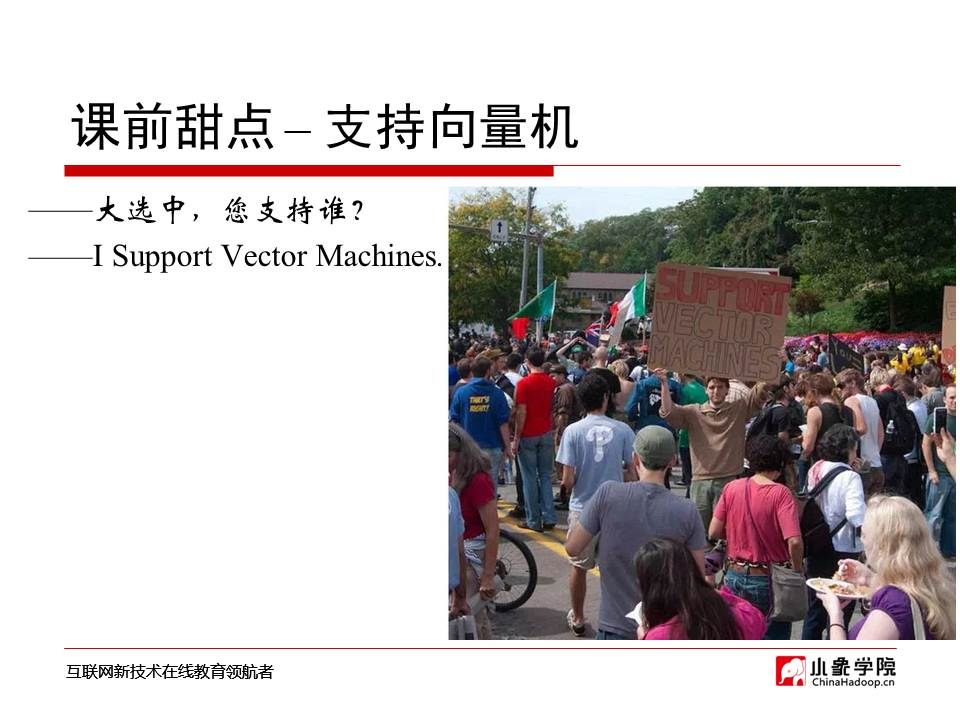 课前甜点 – 支持向量机
——大选中，您支持谁？
——I Support Vector Machines.
SUPPORT
VECTOR
MACHINES
THAT'S
RIGHT!
互联网新技术在线教育领航者
小象学院
ChinaHadoop.cn